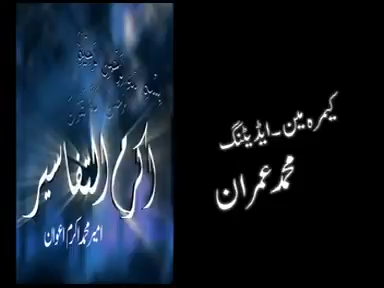 اکرم التفاسیر
امیر محمد اکرم اعوان
کیمرہ مین۔ ایڈیٹنگ
محمد عمران